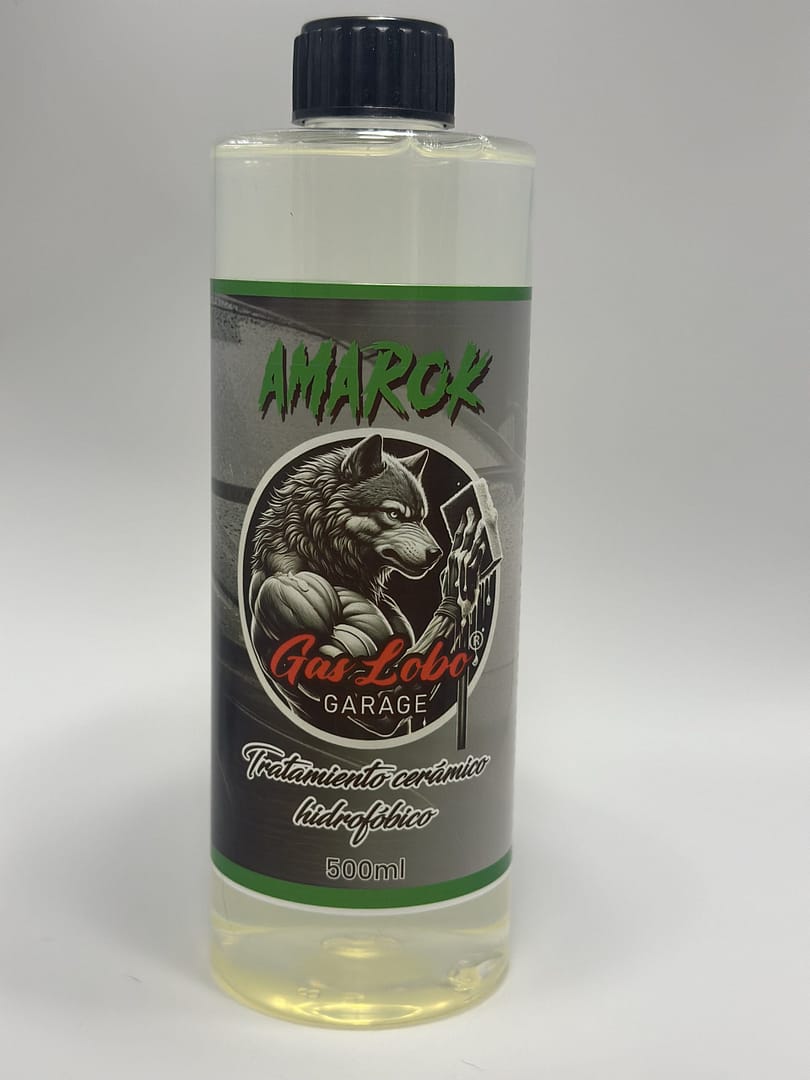 AMAROK
Gas Lobo®
GARAGE
Tratamiento cerámico
hidrofóbico
500ml